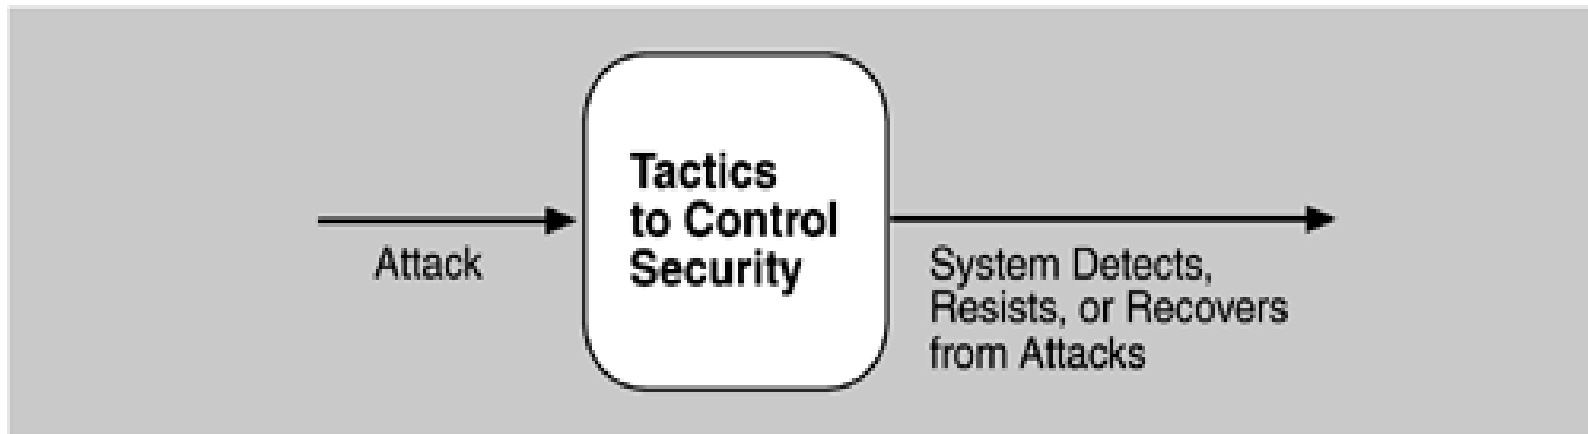 Attack
Tactics
to Control
Security
System Detects,
Resists, or Recovers
from Attacks